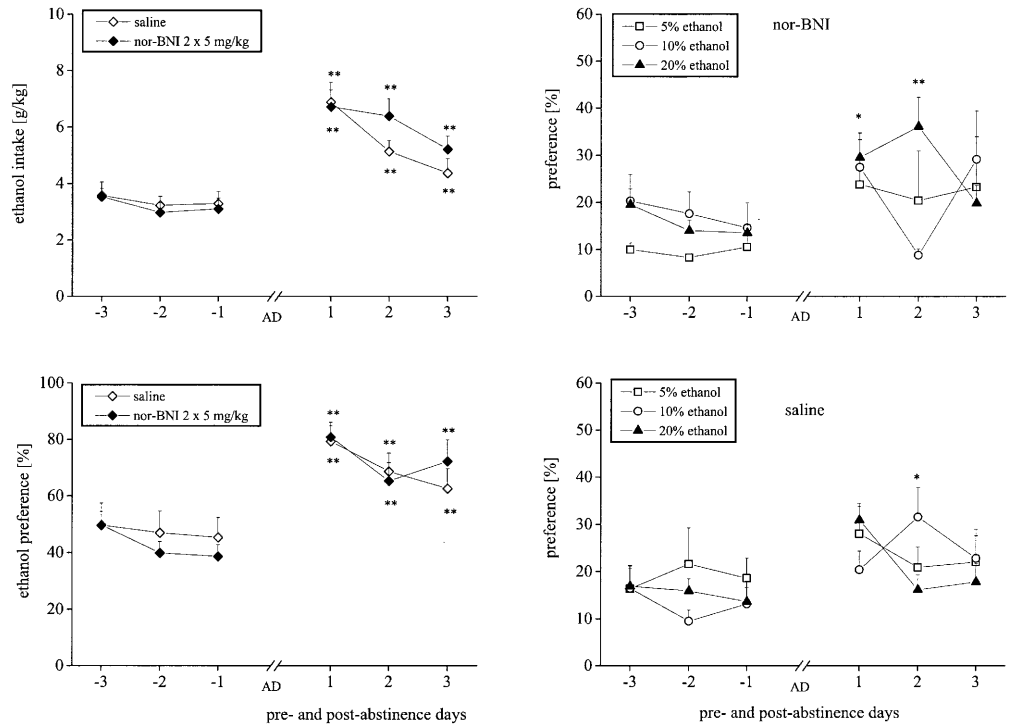 saline
nor-BNI 2 x 5 mg/kg
ethanol intake [g/kg]
10
8
6
4
2
0
** ** **
** ** **
-3 -2 -1 AD 1 2 3
nor-BNI
5% ethanol
10% ethanol
20% ethanol
preference [%]
60
50
40
30
20
10
0
* **
-3 -2 -1 AD 1 2 3
saline
nor-BNI 2 x 5 mg/kg
ethanol preference [%]
100
80
60
40
20
0
** ** **
** ** **
-3 -2 -1 AD 1 2 3
pre- and post-abstinence days
saline
5% ethanol
10% ethanol
20% ethanol
preference [%]
60
50
40
30
20
10
0
*
-3 -2 -1 AD 1 2 3
pre- and post-abstinence days